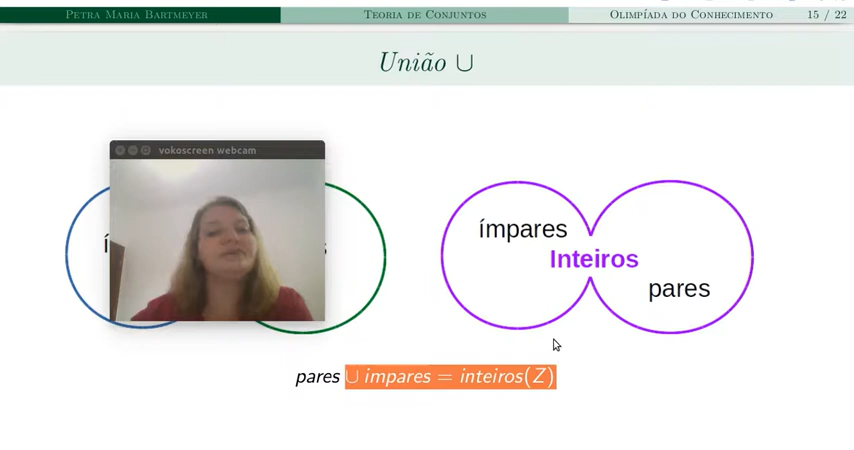 PETRA MARIA BARTMEYER TEORIA DE CONJUNTOS OLIMPÍADA DO CONHECIMENTO 15 / 22
União ∪
vokoscreen webcam
ímpares
Inteiros
pares
pares ∪ impares = inteiros(Z)